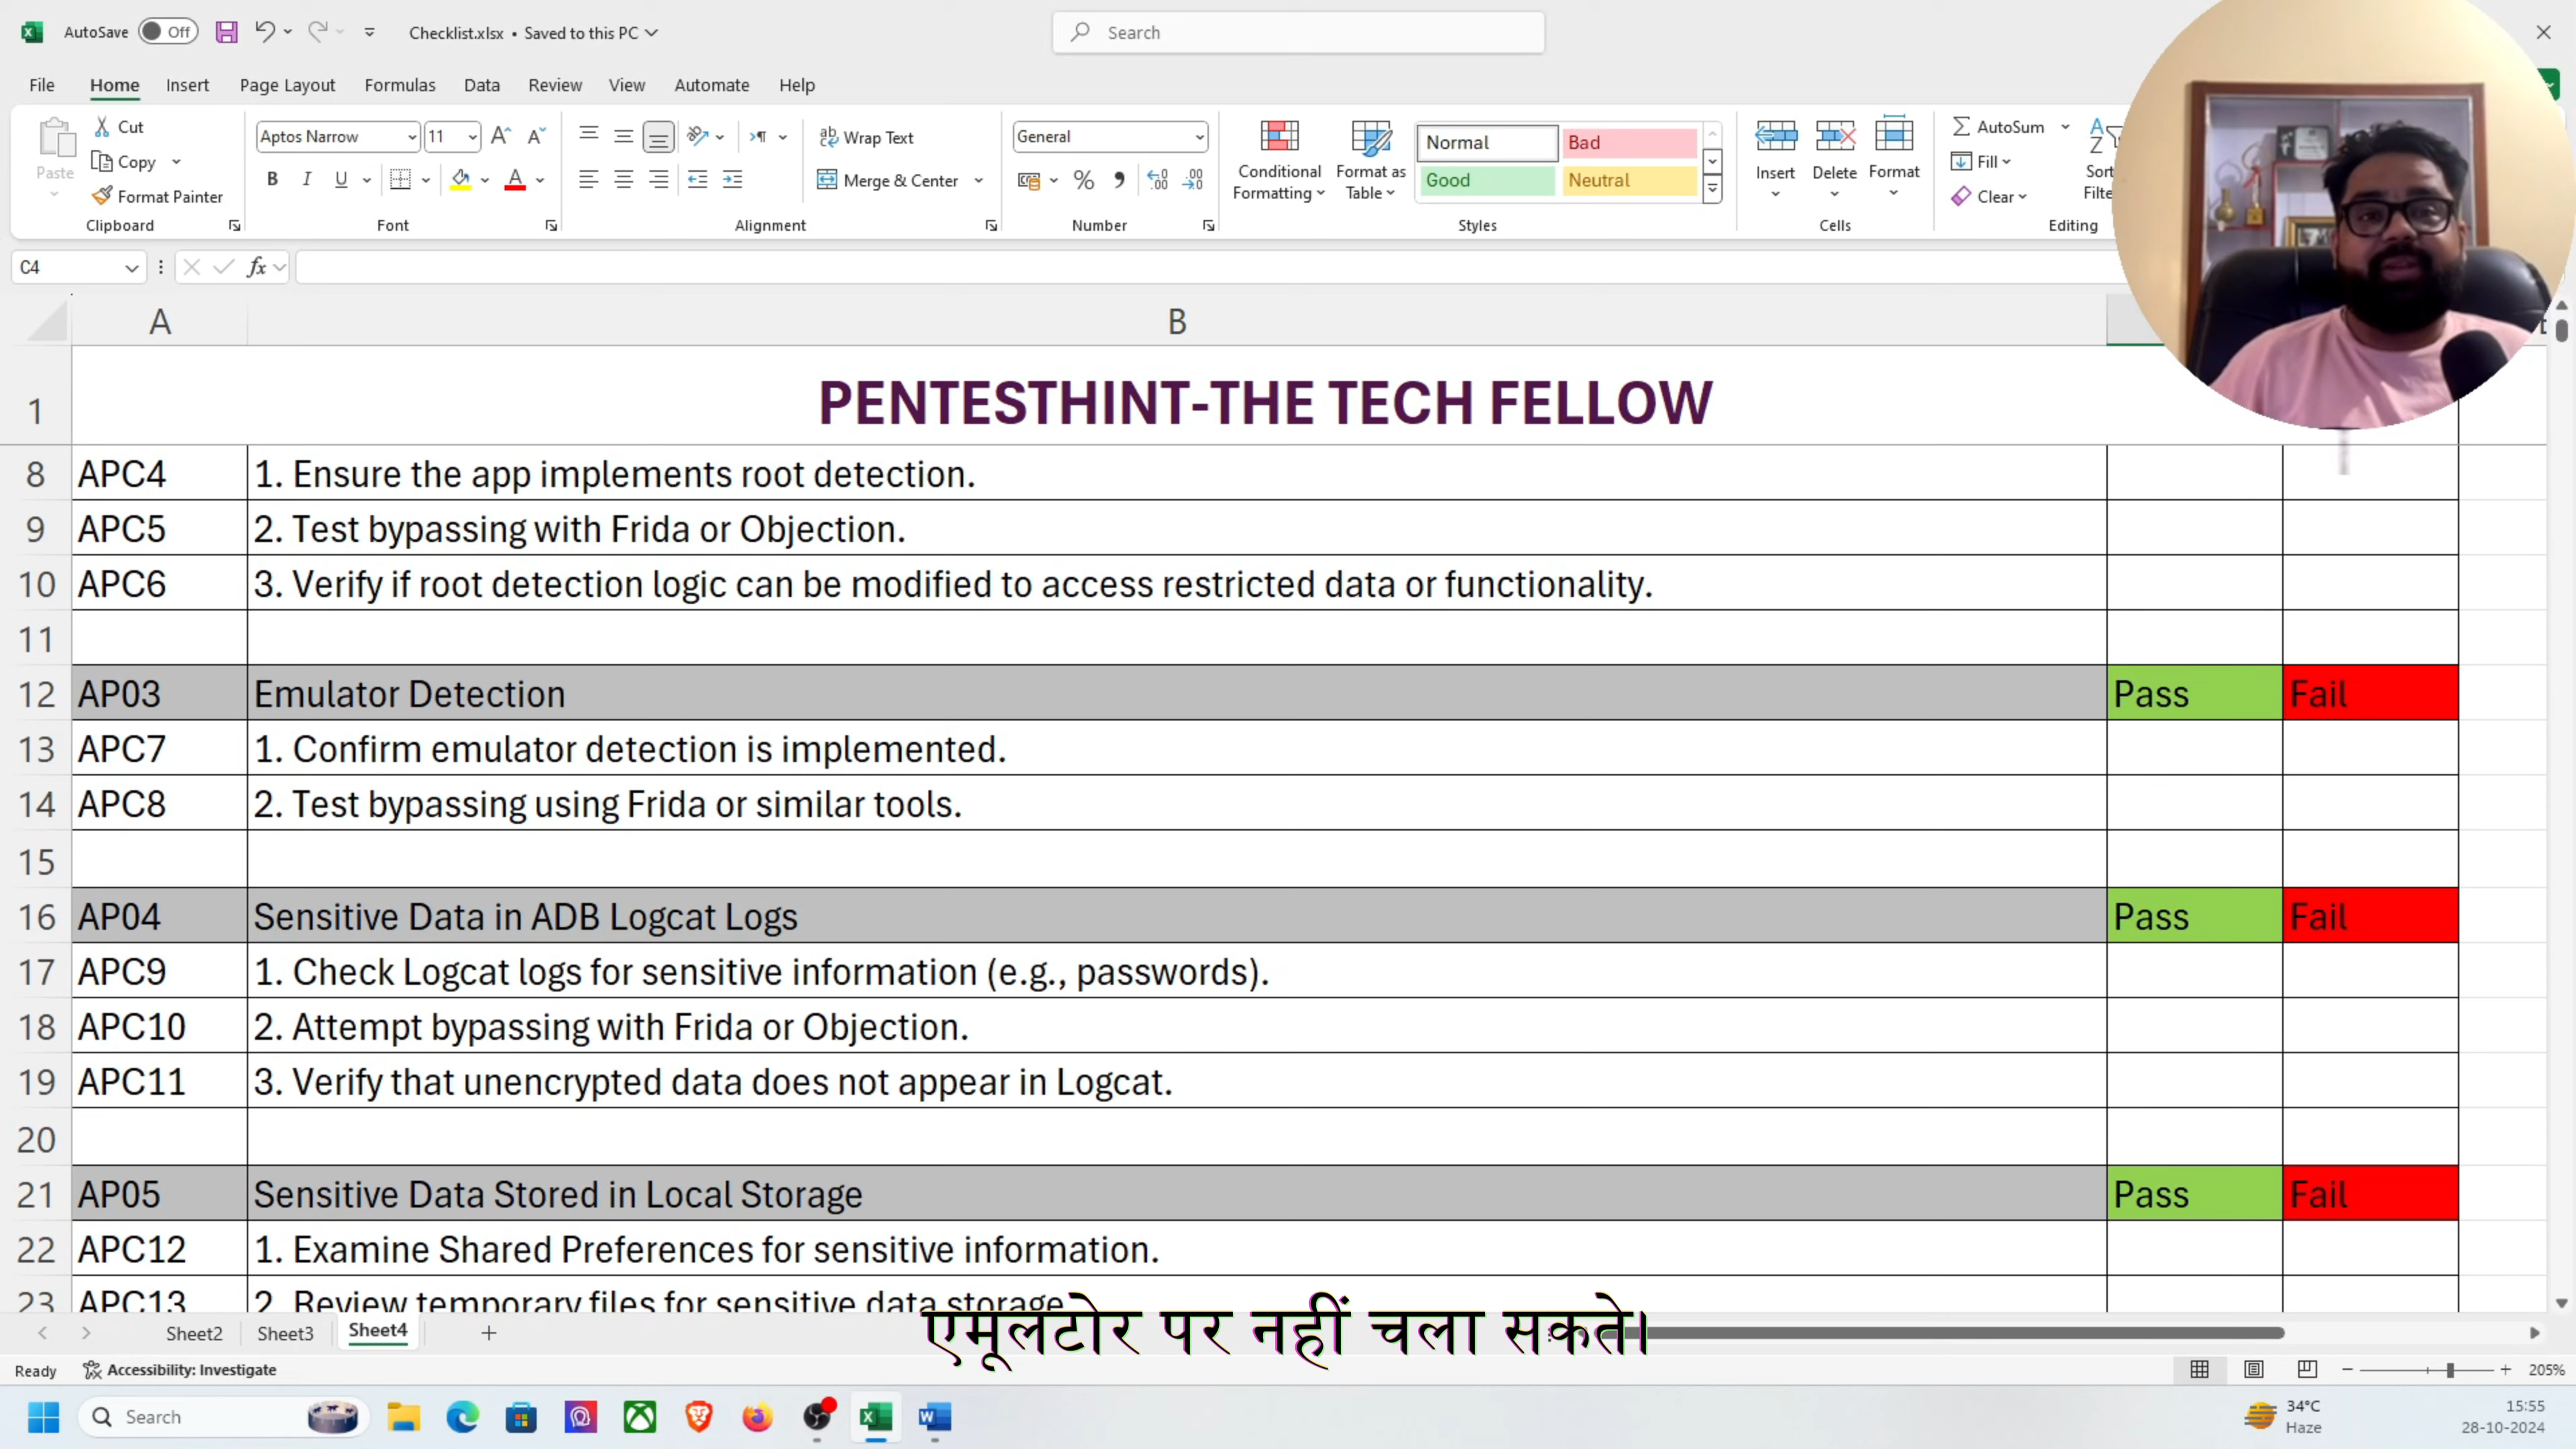 AutoSave Off Checklist.xlsx • Saved to this PC Search
File Home Insert Page Layout Formulas Data Review View Automate Help
Paste Cut Copy Format Painter Clipboard
Aptos Narrow 11 Font
Wrap Text Merge & Center Alignment
General Number
Conditional Formatting Format as Table Normal Bad Good Neutral Styles
Insert Delete Format Cells
AutoSum Fill Clear Editing
C4 fx
A B
1 PENTESTHINT-THE TECH FELLOW
8 APC4 1. Ensure the app implements root detection.
9 APC5 2. Test bypassing with Frida or Objection.
10 APC6 3. Verify if root detection logic can be modified to access restricted data or functionality.
11
12 AP03 Emulator Detection Pass Fail
13 APC7 1. Confirm emulator detection is implemented.
14 APC8 2. Test bypassing using Frida or similar tools.
15
16 AP04 Sensitive Data in ADB Logcat Logs Pass Fail
17 APC9 1. Check Logcat logs for sensitive information (e.g., passwords).
18 APC10 2. Attempt bypassing with Frida or Objection.
19 APC11 3. Verify that unencrypted data does not appear in Logcat.
20
21 AP05 Sensitive Data Stored in Local Storage Pass Fail
22 APC12 1. Examine Shared Preferences for sensitive information.
23 APC13 2. Review temporary files for sensitive data storage
एमूलटोर पर नहीं चला सकते।
Sheet2 Sheet3 Sheet4
Ready Accessibility: Investigate 205%
Search 34°C Haze 15:55 28-10-2024